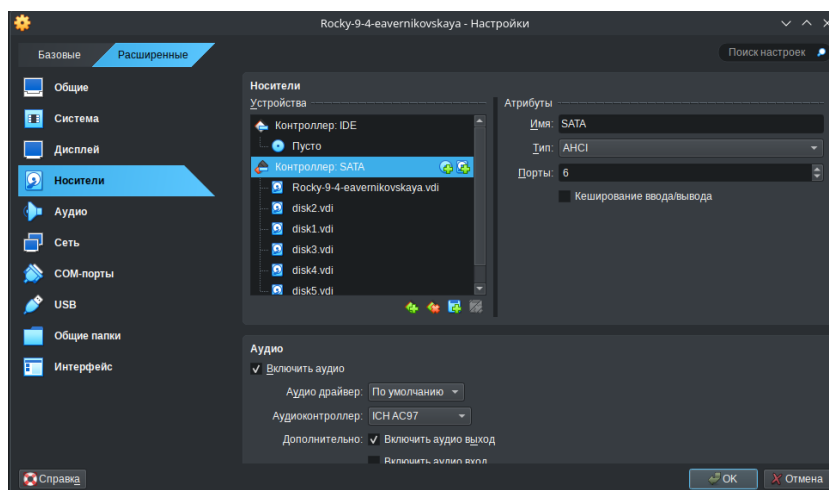 Rocky-9-4-eavernikovskaya - Настройки
Базовые
Расширенные
Поиск настроек
Общие
Система
Дисплей
Носители
Аудио
Сеть
COM-порты
USB
Общие папки
Интерфейс
Носители
Устройства
Контроллер: IDE
Пусто
Контроллер: SATA
Rocky-9-4-eavernikovskaya.vdi
disk2.vdi
disk1.vdi
disk3.vdi
disk4.vdi
disk5.vdi
Атрибуты
Имя: SATA
Тип: AHCI
Порты: 6
Кеширование ввода/вывода
Аудио
Включить аудио
Аудио драйвер: По умолчанию
Аудиоконтроллер: ICH AC97
Дополнительно: Включить аудио выход
Включить аудио вход
Справка
OK
Отмена